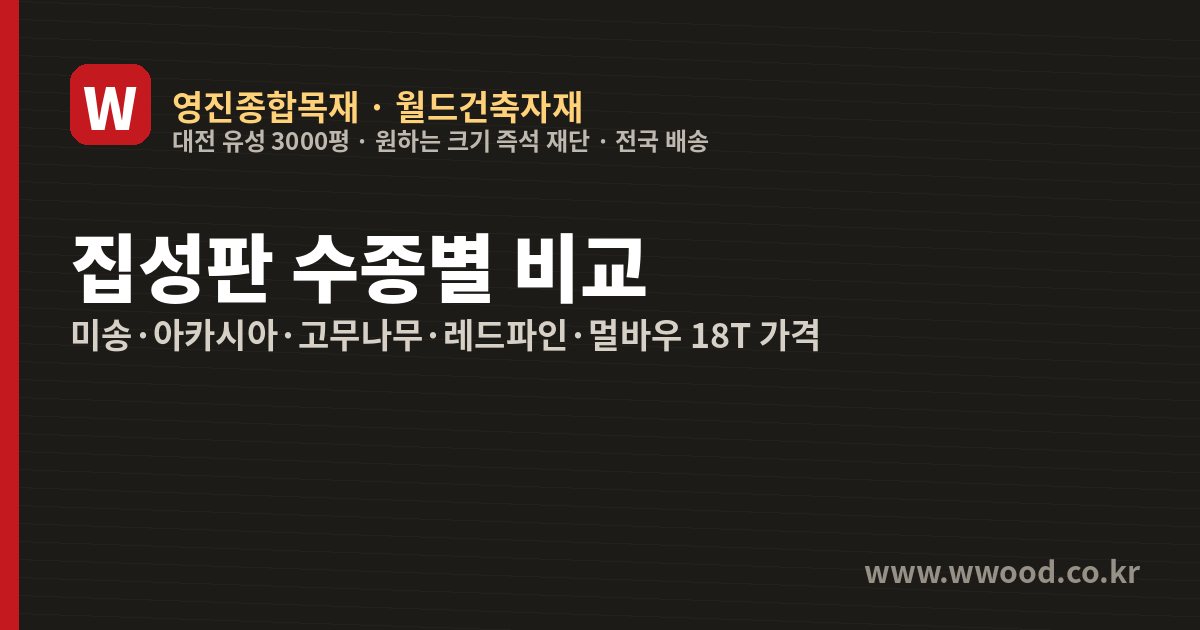 W
영진종합목재 · 월드건축자재
대전 유성 3000평 · 원하는 크기 즉석 재단 · 전국 배송
집성판 수종별 비교
미송·아카시아·고무나무·레드파인·멀바우 18T 가격
www.wwood.co.kr